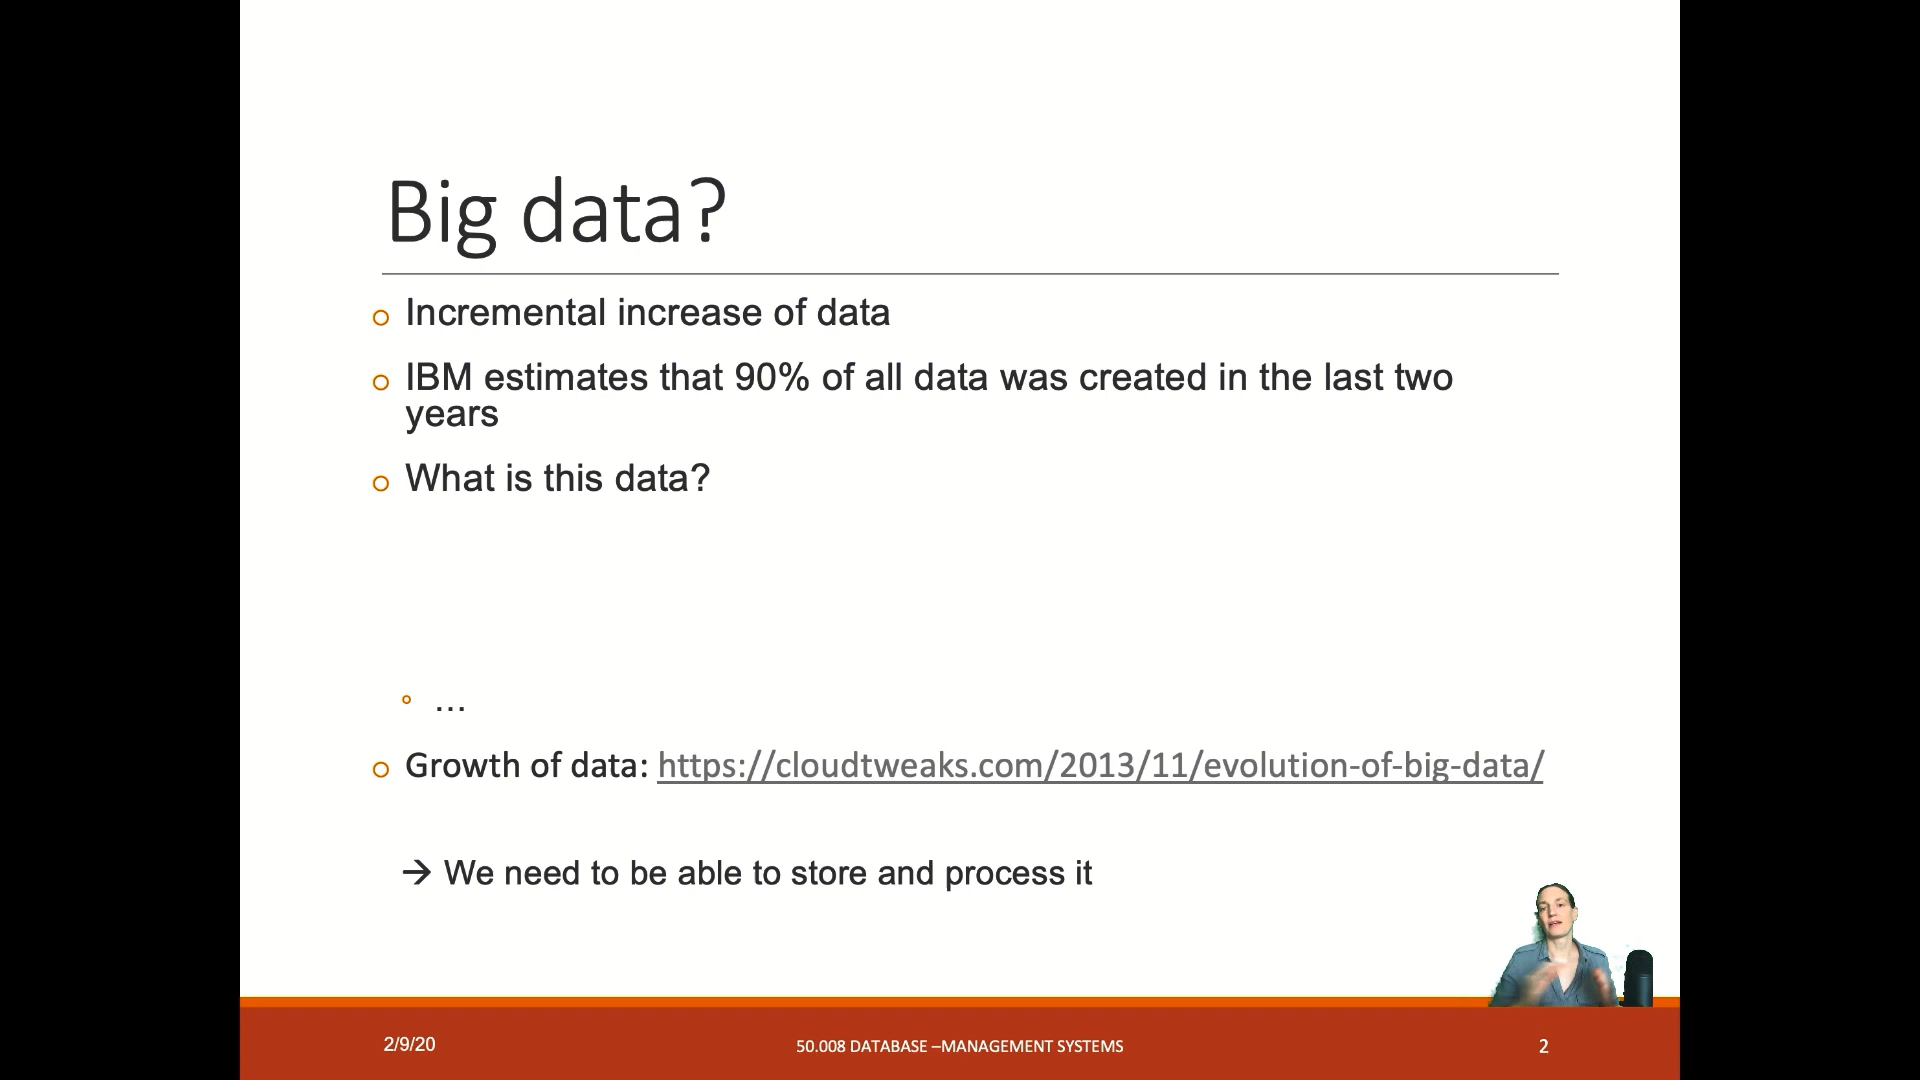 Big data?
Incremental increase of data
IBM estimates that 90% of all data was created in the last two
years
What is this data?
...
Growth of data: https://cloudtweaks.com/2013/11/evolution-of-big-data/
→ We need to be able to store and process it
2/9/20
50.008 DATABASE –MANAGEMENT SYSTEMS
2